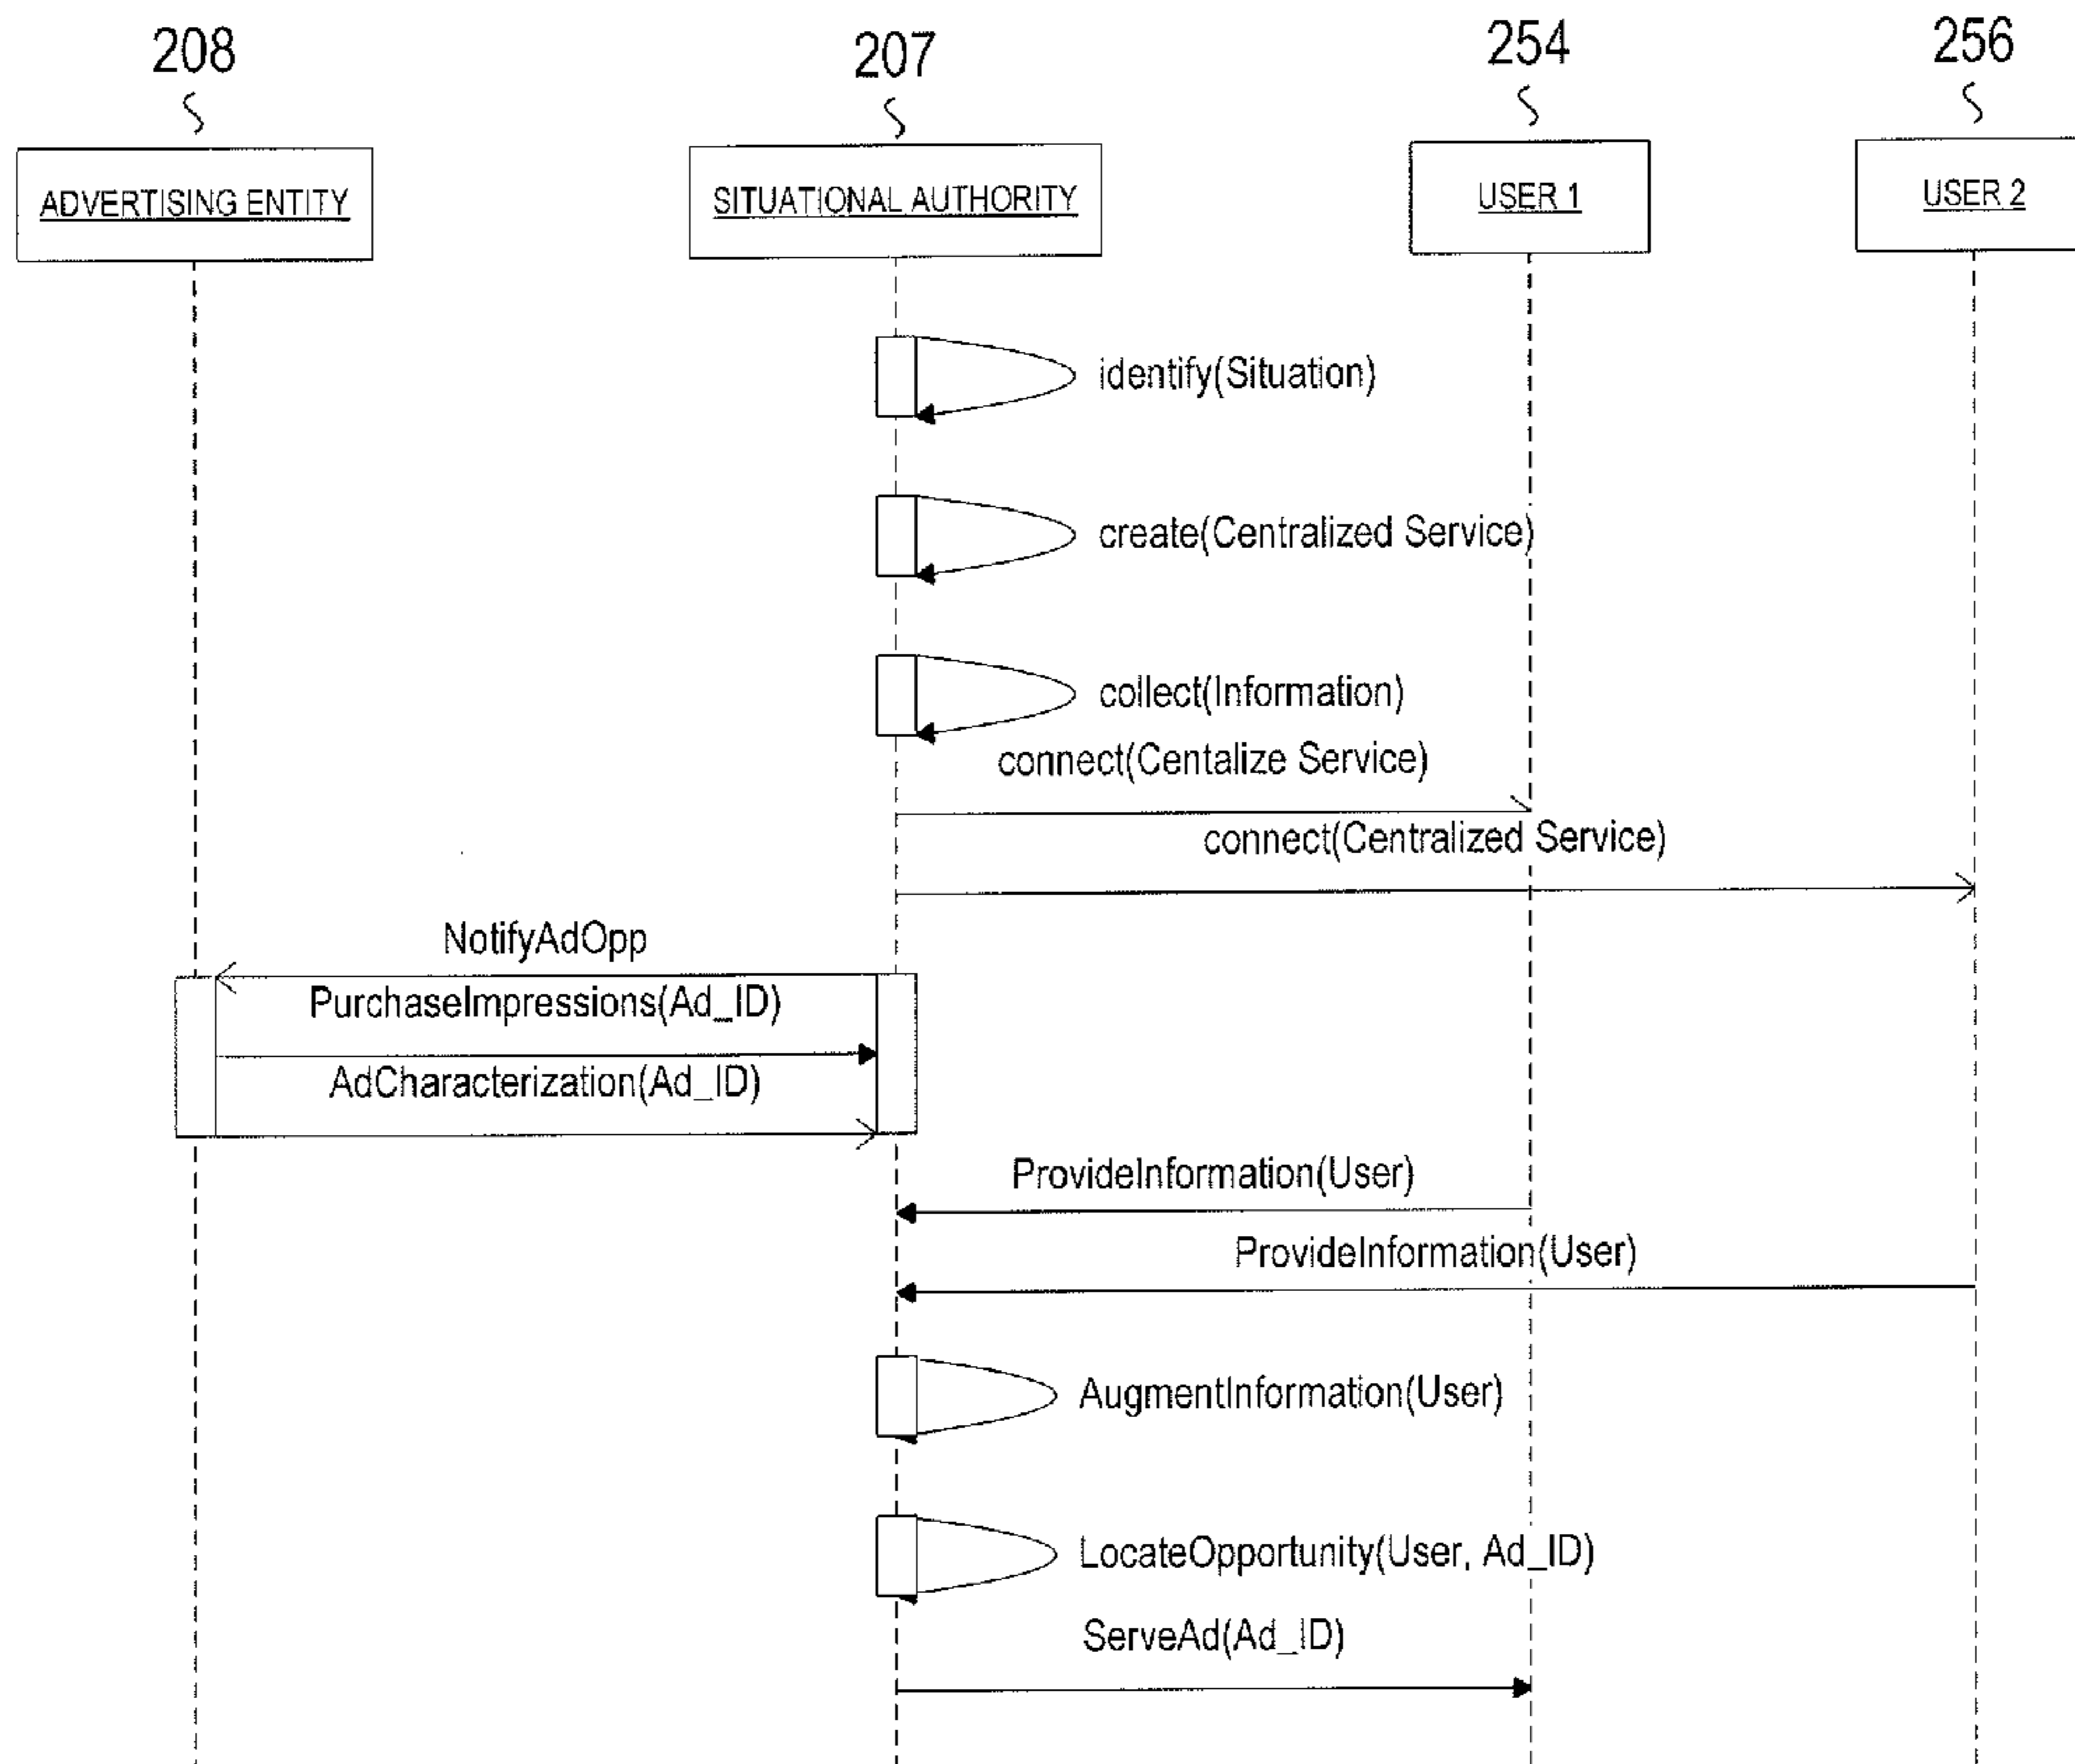 208
207
254
256
ADVERTISING ENTITY
SITUATIONAL AUTHORITY
USER 1
USER 2
identify(Situation)
create(Centralized Service)
collect(Information)
connect(Centalize Service)
connect(Centralized Service)
NotifyAdOpp
PurchaseImpressions(Ad_ID)
AdCharacterization(Ad_ID)
ProvideInformation(User)
ProvideInformation(User)
AugmentInformation(User)
LocateOpportunity(User, Ad_ID)
ServeAd(Ad_ID)